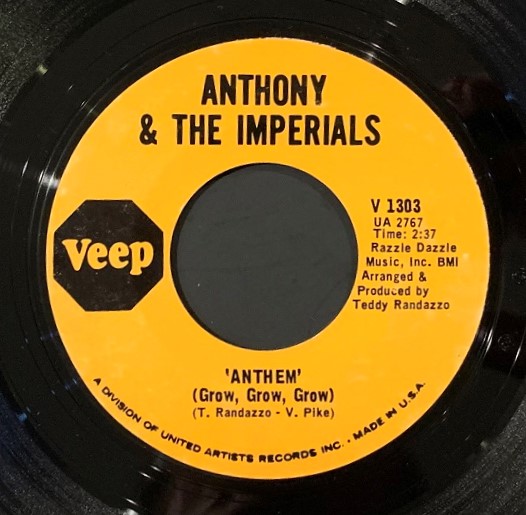 ANTHONY
& THE IMPERIALS
Veep
V 1303
UA 2767
Time: 2:37
Razzle Dazzle
Music, Inc. BMI
Arranged &
Produced by
Teddy Randazzo
'ANTHEM'
(Grow, Grow, Grow)
(T. Randazzo - V. Pike)
A DIVISION OF UNITED ARTISTS RECORDS INC. • MADE IN U.S.A.